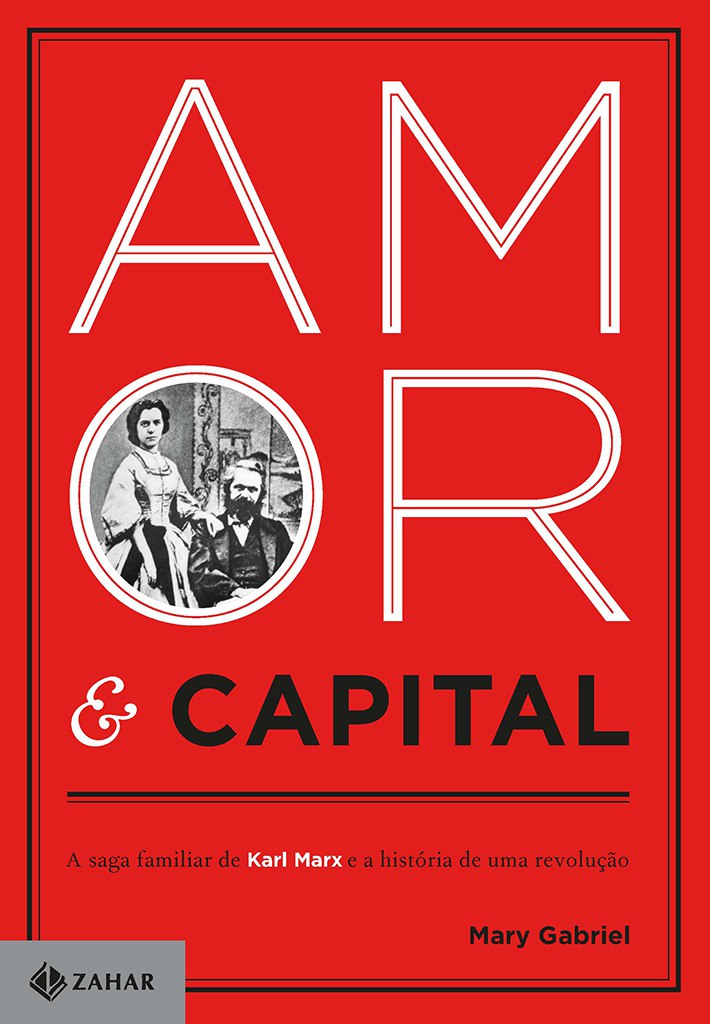 AM
OR
& CAPITAL
A saga familiar de Karl Marx e a história de uma revolução
Mary Gabriel
ZAHAR